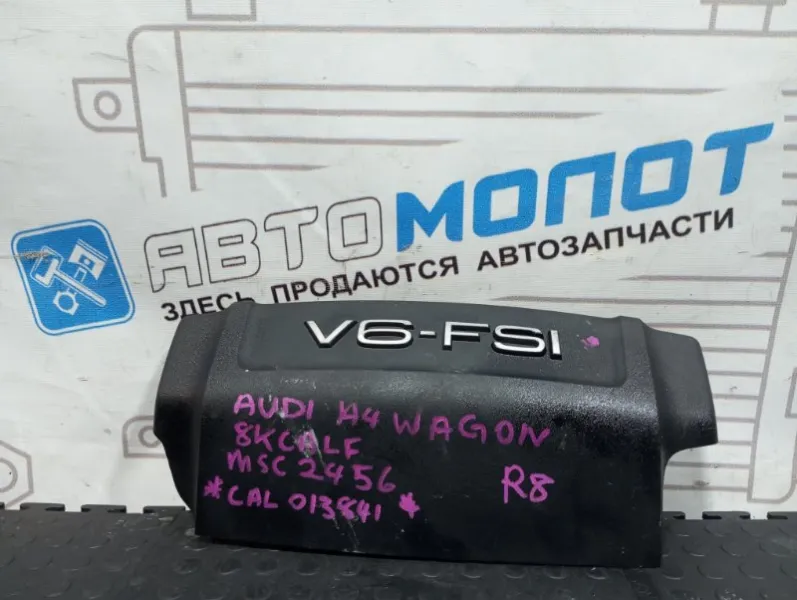 АВТОМОЛОТ
ЗДЕСЬ ПРОДАЮТСЯ АВТОЗАПЧАСТИ
V6-FSI
AUDI A4 WAGON
8KCALF
MSC 2456
R8
*CAL 013841 *